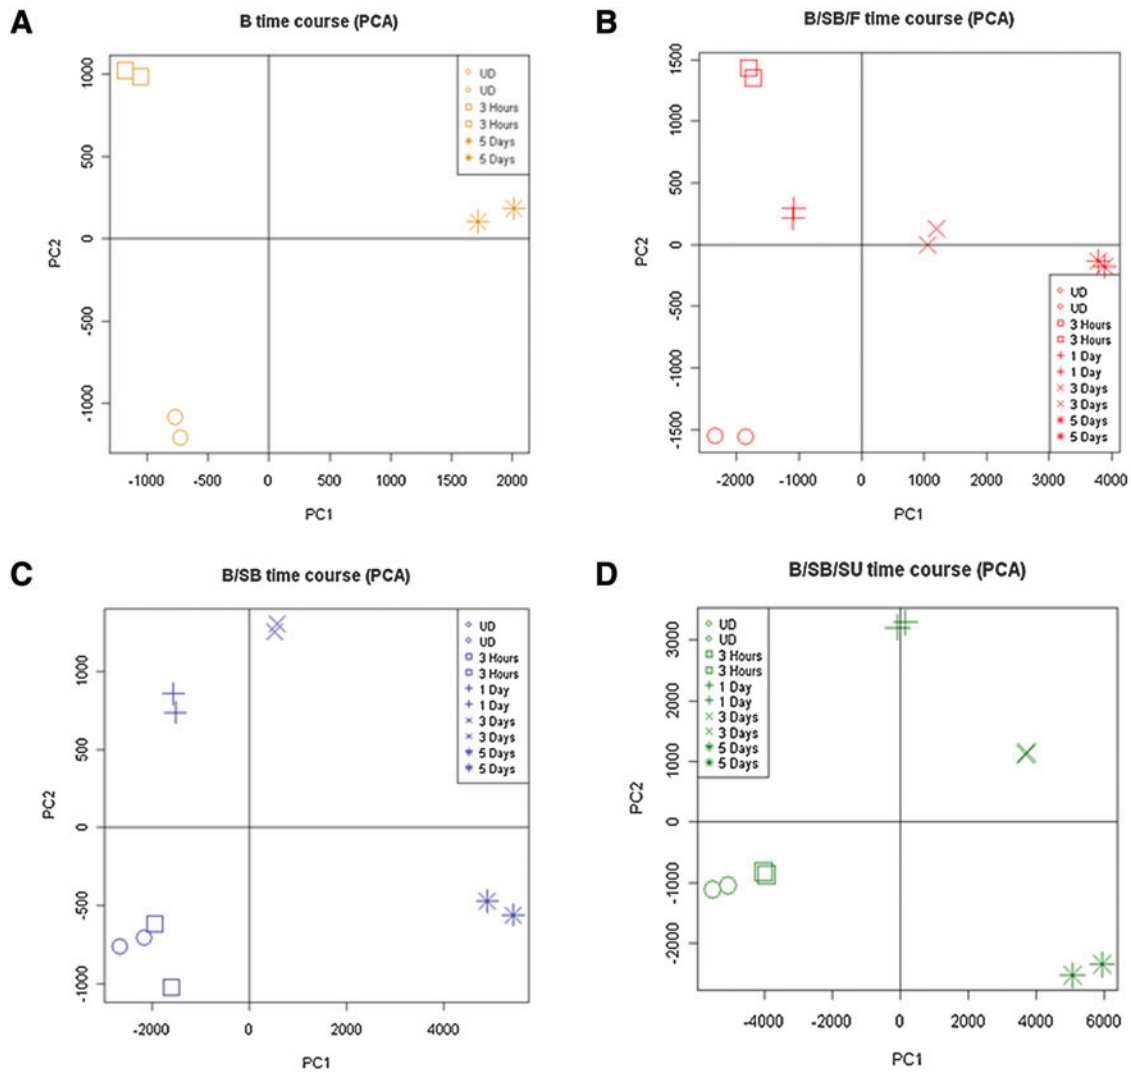 A
B time course (PCA)
UD
UD
3 Hours
3 Hours
5 Days
5 Days
1000
500
0
-500
-1000
PC2
-1000 -500 0 500 1000 1500 2000
PC1
B
B/SB/F time course (PCA)
1500
1000
500
0
-500
-1000
-1500
PC2
UD
UD
3 Hours
3 Hours
1 Day
1 Day
3 Days
3 Days
5 Days
5 Days
-2000 -1000 0 1000 2000 3000 4000
PC1
C
B/SB time course (PCA)
UD
UD
3 Hours
3 Hours
1 Day
1 Day
3 Days
3 Days
5 Days
5 Days
1000
500
0
-500
-1000
PC2
-2000 0 2000 4000
PC1
D
B/SB/SU time course (PCA)
UD
UD
3 Hours
3 Hours
1 Day
1 Day
3 Days
3 Days
5 Days
5 Days
3000
2000
1000
0
-1000
-2000
PC2
-4000 -2000 0 2000 4000 6000
PC1